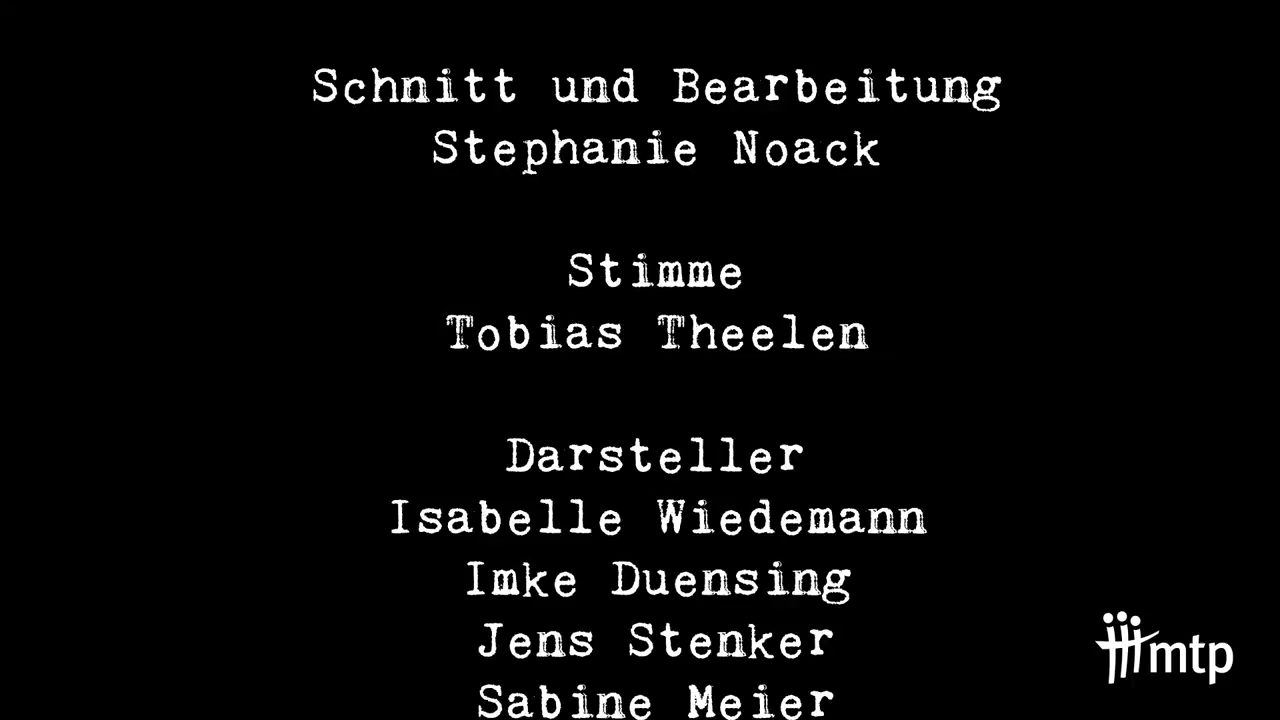 Schnitt und Bearbeitung
Stephanie Noack
Stimme
Tobias Theelen
Darsteller
Isabelle Wiedemann
Imke Duensing
Jens Stenker
Sabine Meier
mtp